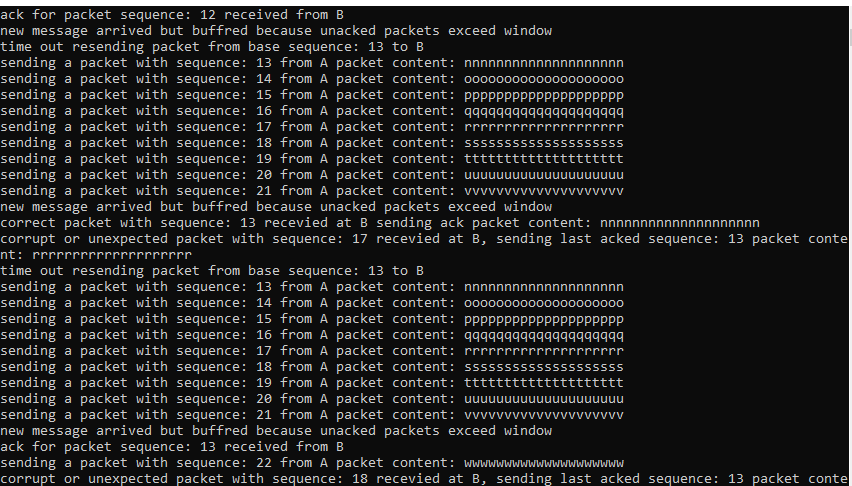 ack for packet sequence: 12 received from B
new message arrived but buffred because unacked packets exceed window
time out resending packet from base sequence: 13 to B
sending a packet with sequence: 13 from A packet content: nnnnnnnnnnnnnnnnnnnn
sending a packet with sequence: 14 from A packet content: oooooooooooooooooooo
sending a packet with sequence: 15 from A packet content: pppppppppppppppppppp
sending a packet with sequence: 16 from A packet content: qqqqqqqqqqqqqqqqqqqq
sending a packet with sequence: 17 from A packet content: rrrrrrrrrrrrrrrrrrrr
sending a packet with sequence: 18 from A packet content: ssssssssssssssssssss
sending a packet with sequence: 19 from A packet content: tttttttttttttttttttt
sending a packet with sequence: 20 from A packet content: uuuuuuuuuuuuuuuuuuuu
sending a packet with sequence: 21 from A packet content: vvvvvvvvvvvvvvvvvvvv
new message arrived but buffred because unacked packets exceed window
correct packet with sequence: 13 recevied at B sending ack packet content: nnnnnnnnnnnnnnnnnnnn
corrupt or unexpected packet with sequence: 17 recevied at B, sending last acked sequence: 13 packet conte
nt: rrrrrrrrrrrrrrrrrrrr
time out resending packet from base sequence: 13 to B
sending a packet with sequence: 13 from A packet content: nnnnnnnnnnnnnnnnnnnn
sending a packet with sequence: 14 from A packet content: oooooooooooooooooooo
sending a packet with sequence: 15 from A packet content: pppppppppppppppppppp
sending a packet with sequence: 16 from A packet content: qqqqqqqqqqqqqqqqqqqq
sending a packet with sequence: 17 from A packet content: rrrrrrrrrrrrrrrrrrrr
sending a packet with sequence: 18 from A packet content: ssssssssssssssssssss
sending a packet with sequence: 19 from A packet content: tttttttttttttttttttt
sending a packet with sequence: 20 from A packet content: uuuuuuuuuuuuuuuuuuuu
sending a packet with sequence: 21 from A packet content: vvvvvvvvvvvvvvvvvvvv
new message arrived but buffred because unacked packets exceed window
ack for packet sequence: 13 received from B
sending a packet with sequence: 22 from A packet content: wwwwwwwwwwwwwwwwwwww
corrupt or unexpected packet with sequence: 18 recevied at B, sending last acked sequence: 13 packet conte